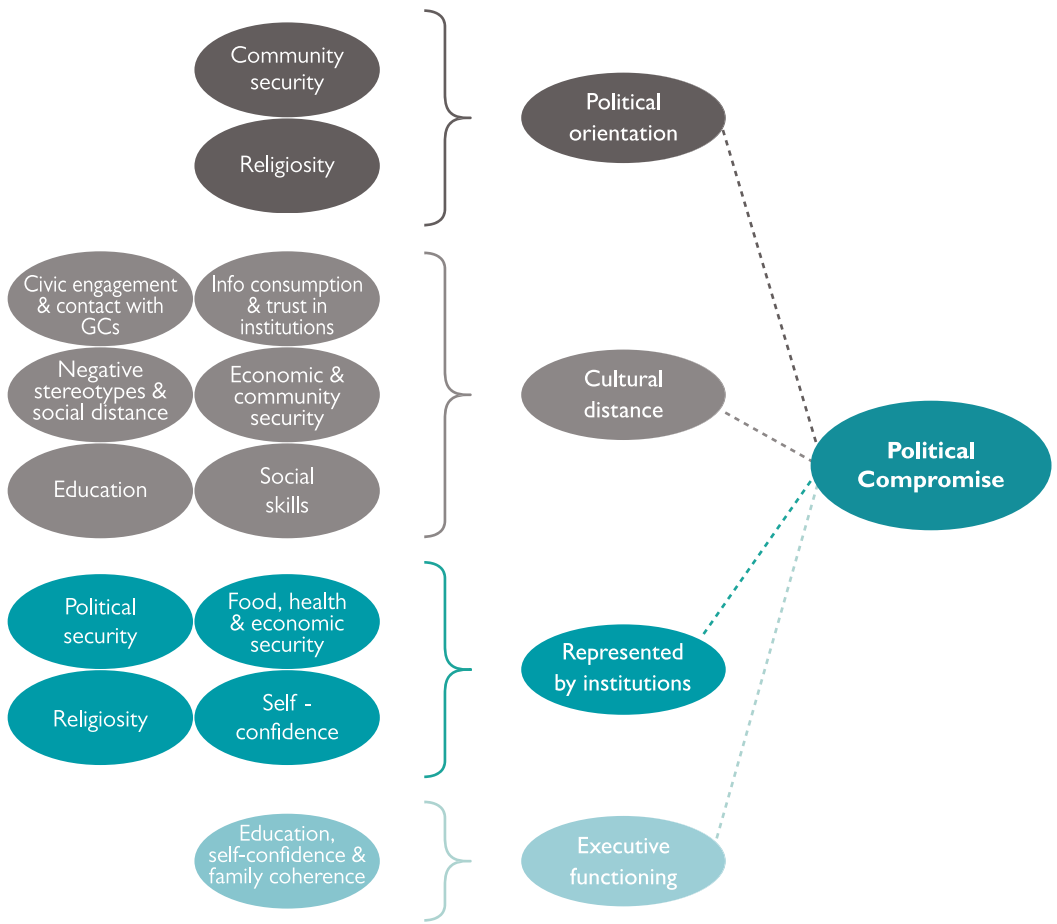 Community
security
Religiosity
Political
orientation
Civic engagement
& contact with
GCs
Info consumption
& trust in
institutions
Negative
stereotypes &
social distance
Economic &
community
security
Education
Social
skills
Cultural
distance
Political
Compromise
Political
security
Food, health
& economic
security
Religiosity
Self -
confidence
Represented
by institutions
Education,
self-confidence &
family coherence
Executive
functioning